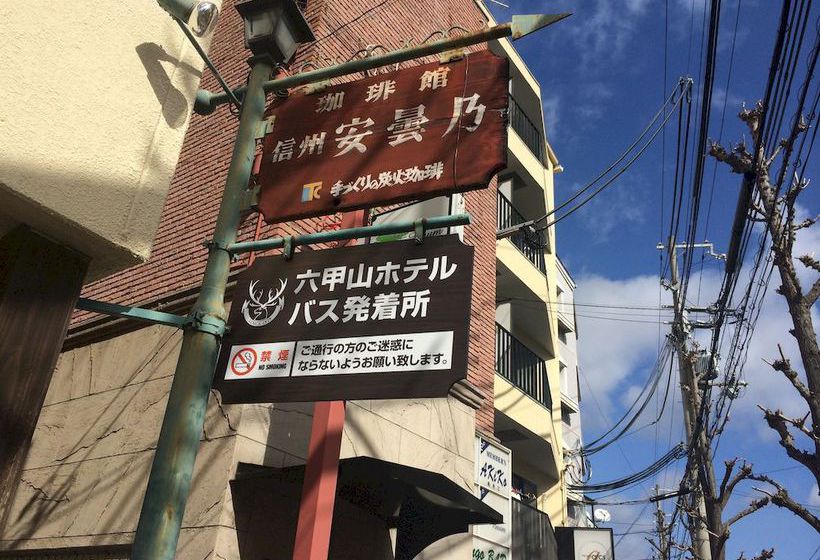 珈琲館
信州 安曇乃
手づくりの炭火珈琲
六甲山ホテル
バス発着所
禁煙
NO SMOKING
ご通行の方のご迷惑に
ならないようお願い致します。
MEMBER'S
AKiKo